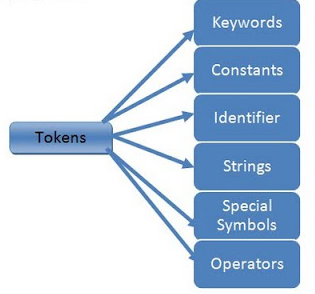 Keywords
Constants
Identifier
Tokens
Strings
Special
Symbols
Operators